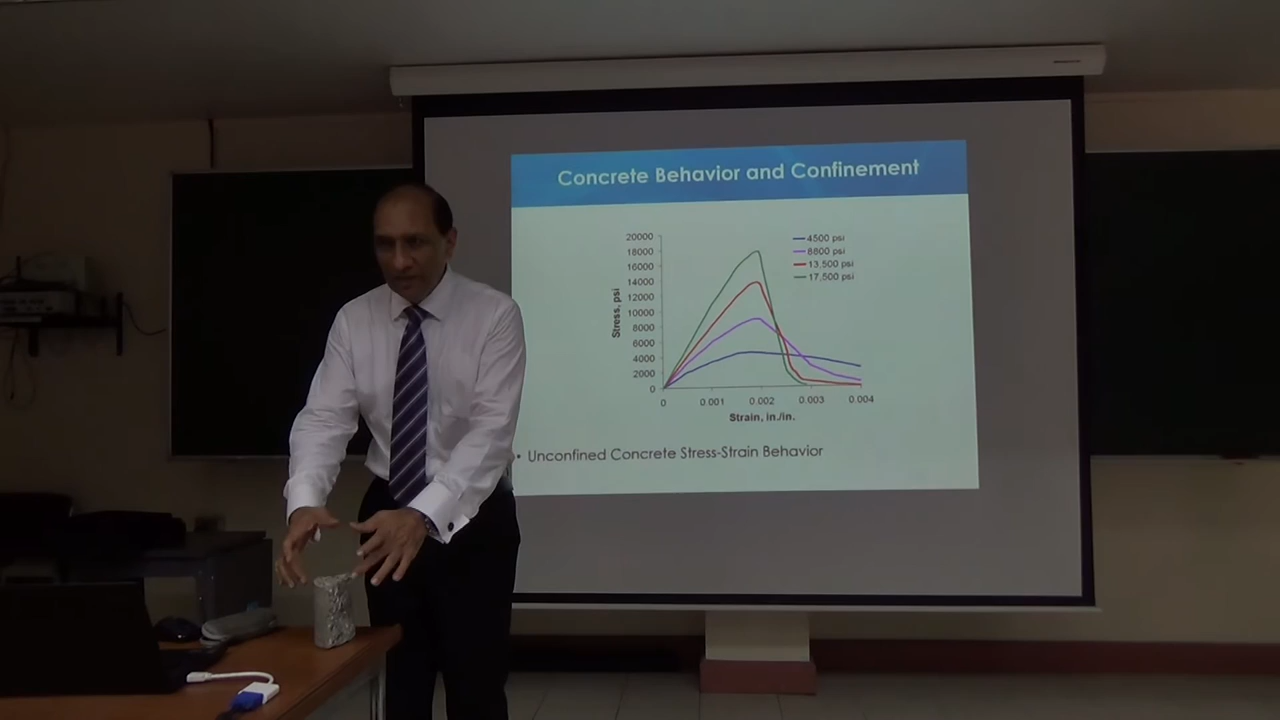 Concrete Behavior and Confinement
20000
18000
16000
14000
12000
10000
8000
6000
4000
2000
0
Stress, psi
4500 psi
8800 psi
13,500 psi
17,500 psi
0 0.001 0.002 0.003 0.004
Strain, in./in.
• Unconfined Concrete Stress-Strain Behavior